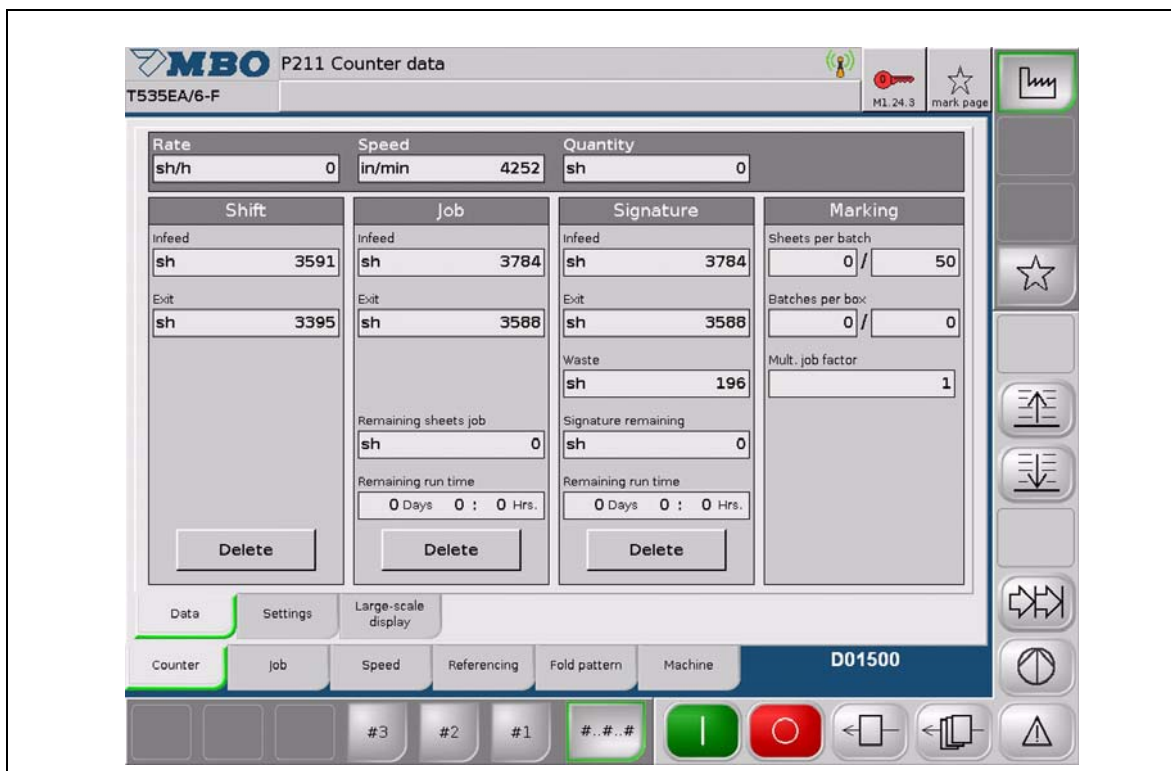 MBO P211 Counter data
T535EA/6-F
0
M1.24.3 mark page
Rate Speed Quantity
sh/h 0 in/min 4252 sh 0
Shift Job Signature Marking
Infeed Infeed Infeed Sheets per batch
sh 3591 sh 3784 sh 3784 0 / 50
Exit Exit Exit Batches per box
sh 3395 sh 3588 sh 3588 0 / 0
Waste Mult. job factor
sh 196 1
Remaining sheets job Signature remaining
sh 0 sh 0
Remaining run time Remaining run time
0 Days 0 : 0 Hrs. 0 Days 0 : 0 Hrs.
Delete Delete Delete
Data Settings Large-scale
display
Counter Job Speed Referencing Fold pattern Machine D01500
#3 #2 #1 #..#..#